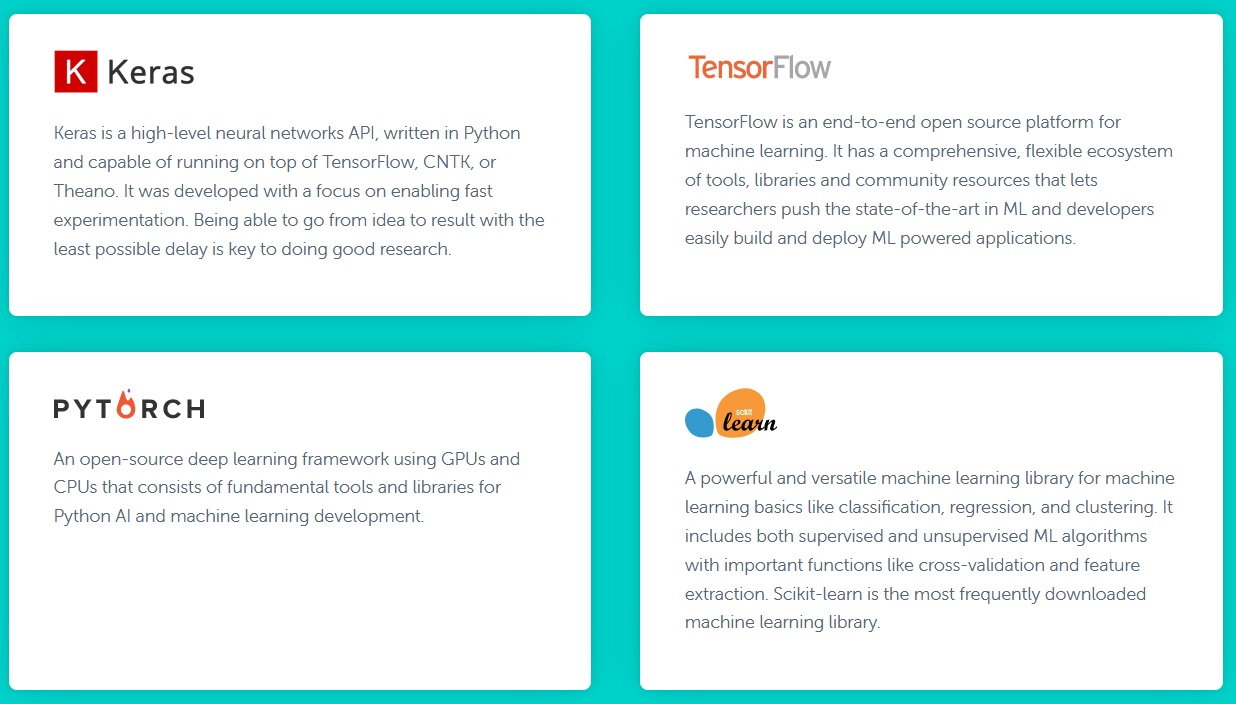 K Keras
Keras is a high-level neural networks API, written in Python
and capable of running on top of TensorFlow, CNTK, or
Theano. It was developed with a focus on enabling fast
experimentation. Being able to go from idea to result with the
least possible delay is key to doing good research.
TensorFlow
TensorFlow is an end-to-end open source platform for
machine learning. It has a comprehensive, flexible ecosystem
of tools, libraries and community resources that lets
researchers push the state-of-the-art in ML and developers
easily build and deploy ML powered applications.
PYTORCH
An open-source deep learning framework using GPUs and
CPUs that consists of fundamental tools and libraries for
Python AI and machine learning development.
scikit
learn
A powerful and versatile machine learning library for machine
learning basics like classification, regression, and clustering. It
includes both supervised and unsupervised ML algorithms
with important functions like cross-validation and feature
extraction. Scikit-learn is the most frequently downloaded
machine learning library.